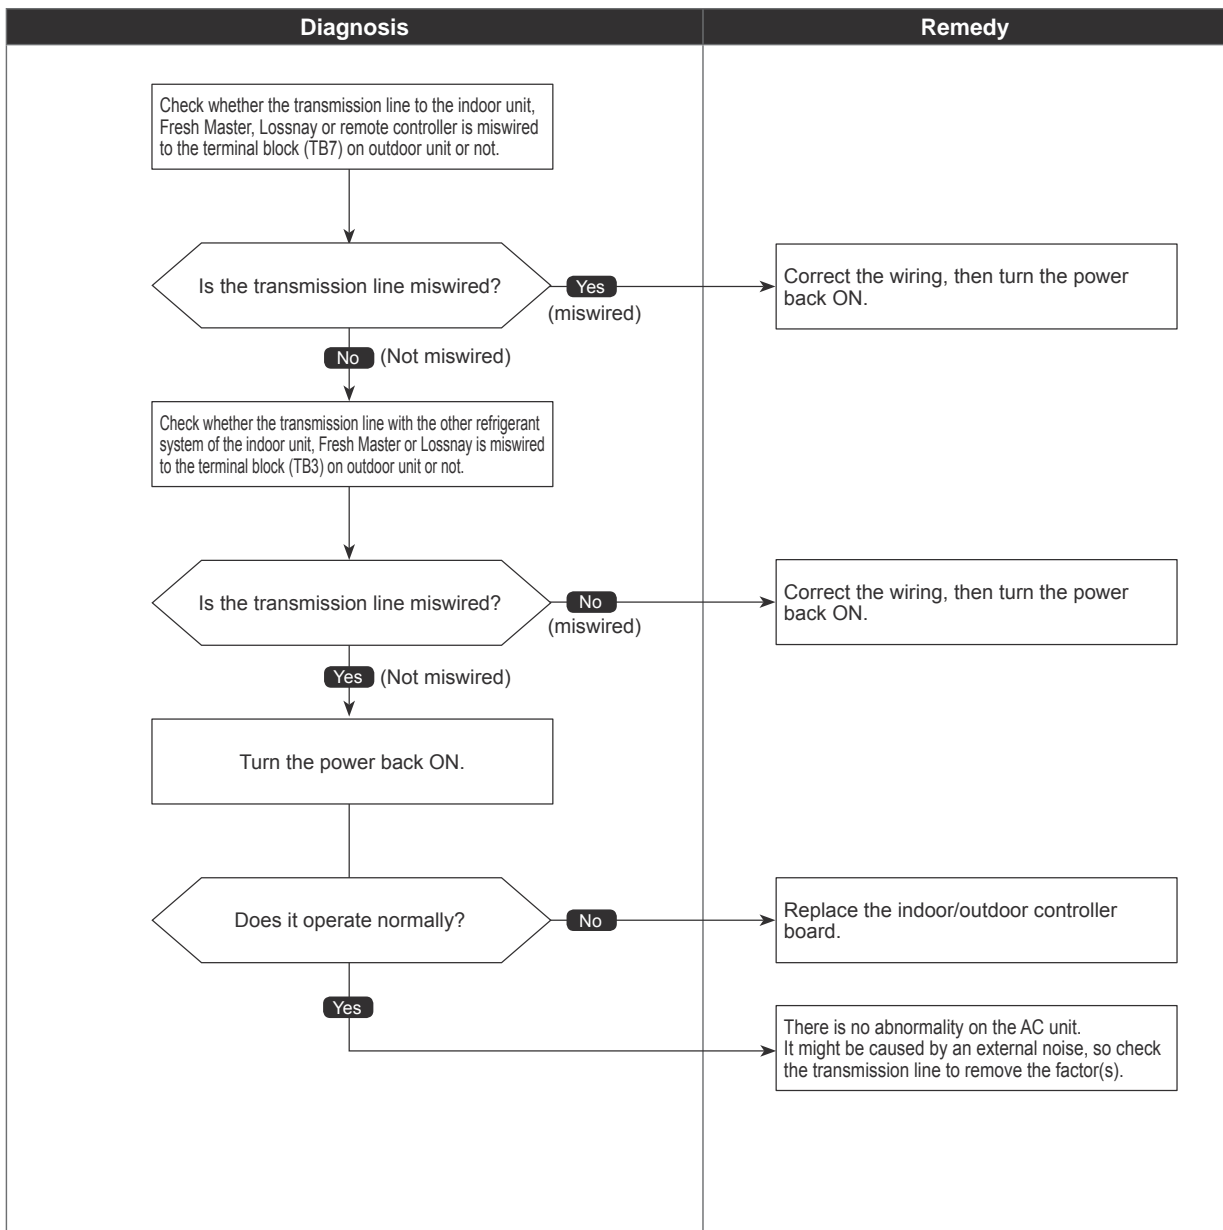 Diagnosis
Remedy
Check whether the transmission line to the indoor unit,
Fresh Master, Lossnay or remote controller is miswired
to the terminal block (TB7) on outdoor unit or not.
Is the transmission line miswired?
Yes
(miswired)
Correct the wiring, then turn the power
back ON.
No (Not miswired)
Check whether the transmission line with the other refrigerant
system of the indoor unit, Fresh Master or Lossnay is miswired
to the terminal block (TB3) on outdoor unit or not.
Is the transmission line miswired?
No
(miswired)
Correct the wiring, then turn the power
back ON.
Yes (Not miswired)
Turn the power back ON.
Does it operate normally?
No
Replace the indoor/outdoor controller
board.
Yes
There is no abnormality on the AC unit.
It might be caused by an external noise, so check
the transmission line to remove the factor(s).